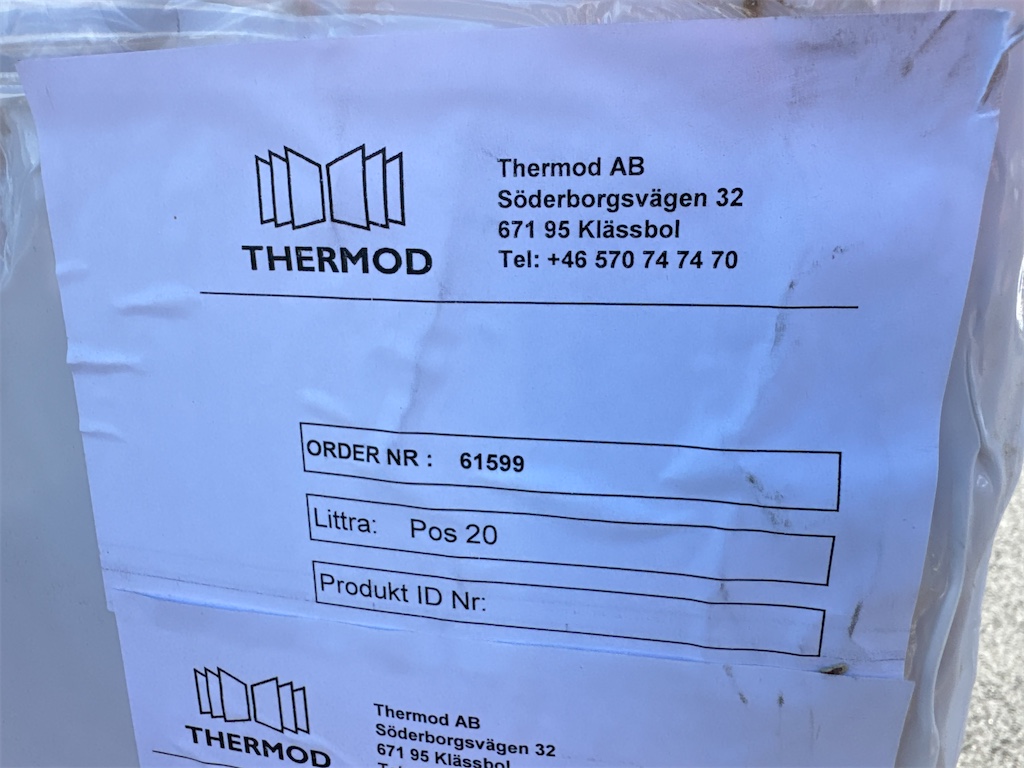 THERMOD
Thermod AB
Söderborgsvägen 32
671 95 Klässbol
Tel: +46 570 74 74 70
ORDER NR : 61599
Littra: Pos 20
Produkt ID Nr:
THERMOD
Thermod AB
Söderborgsvägen 32
671 95 Klässbol